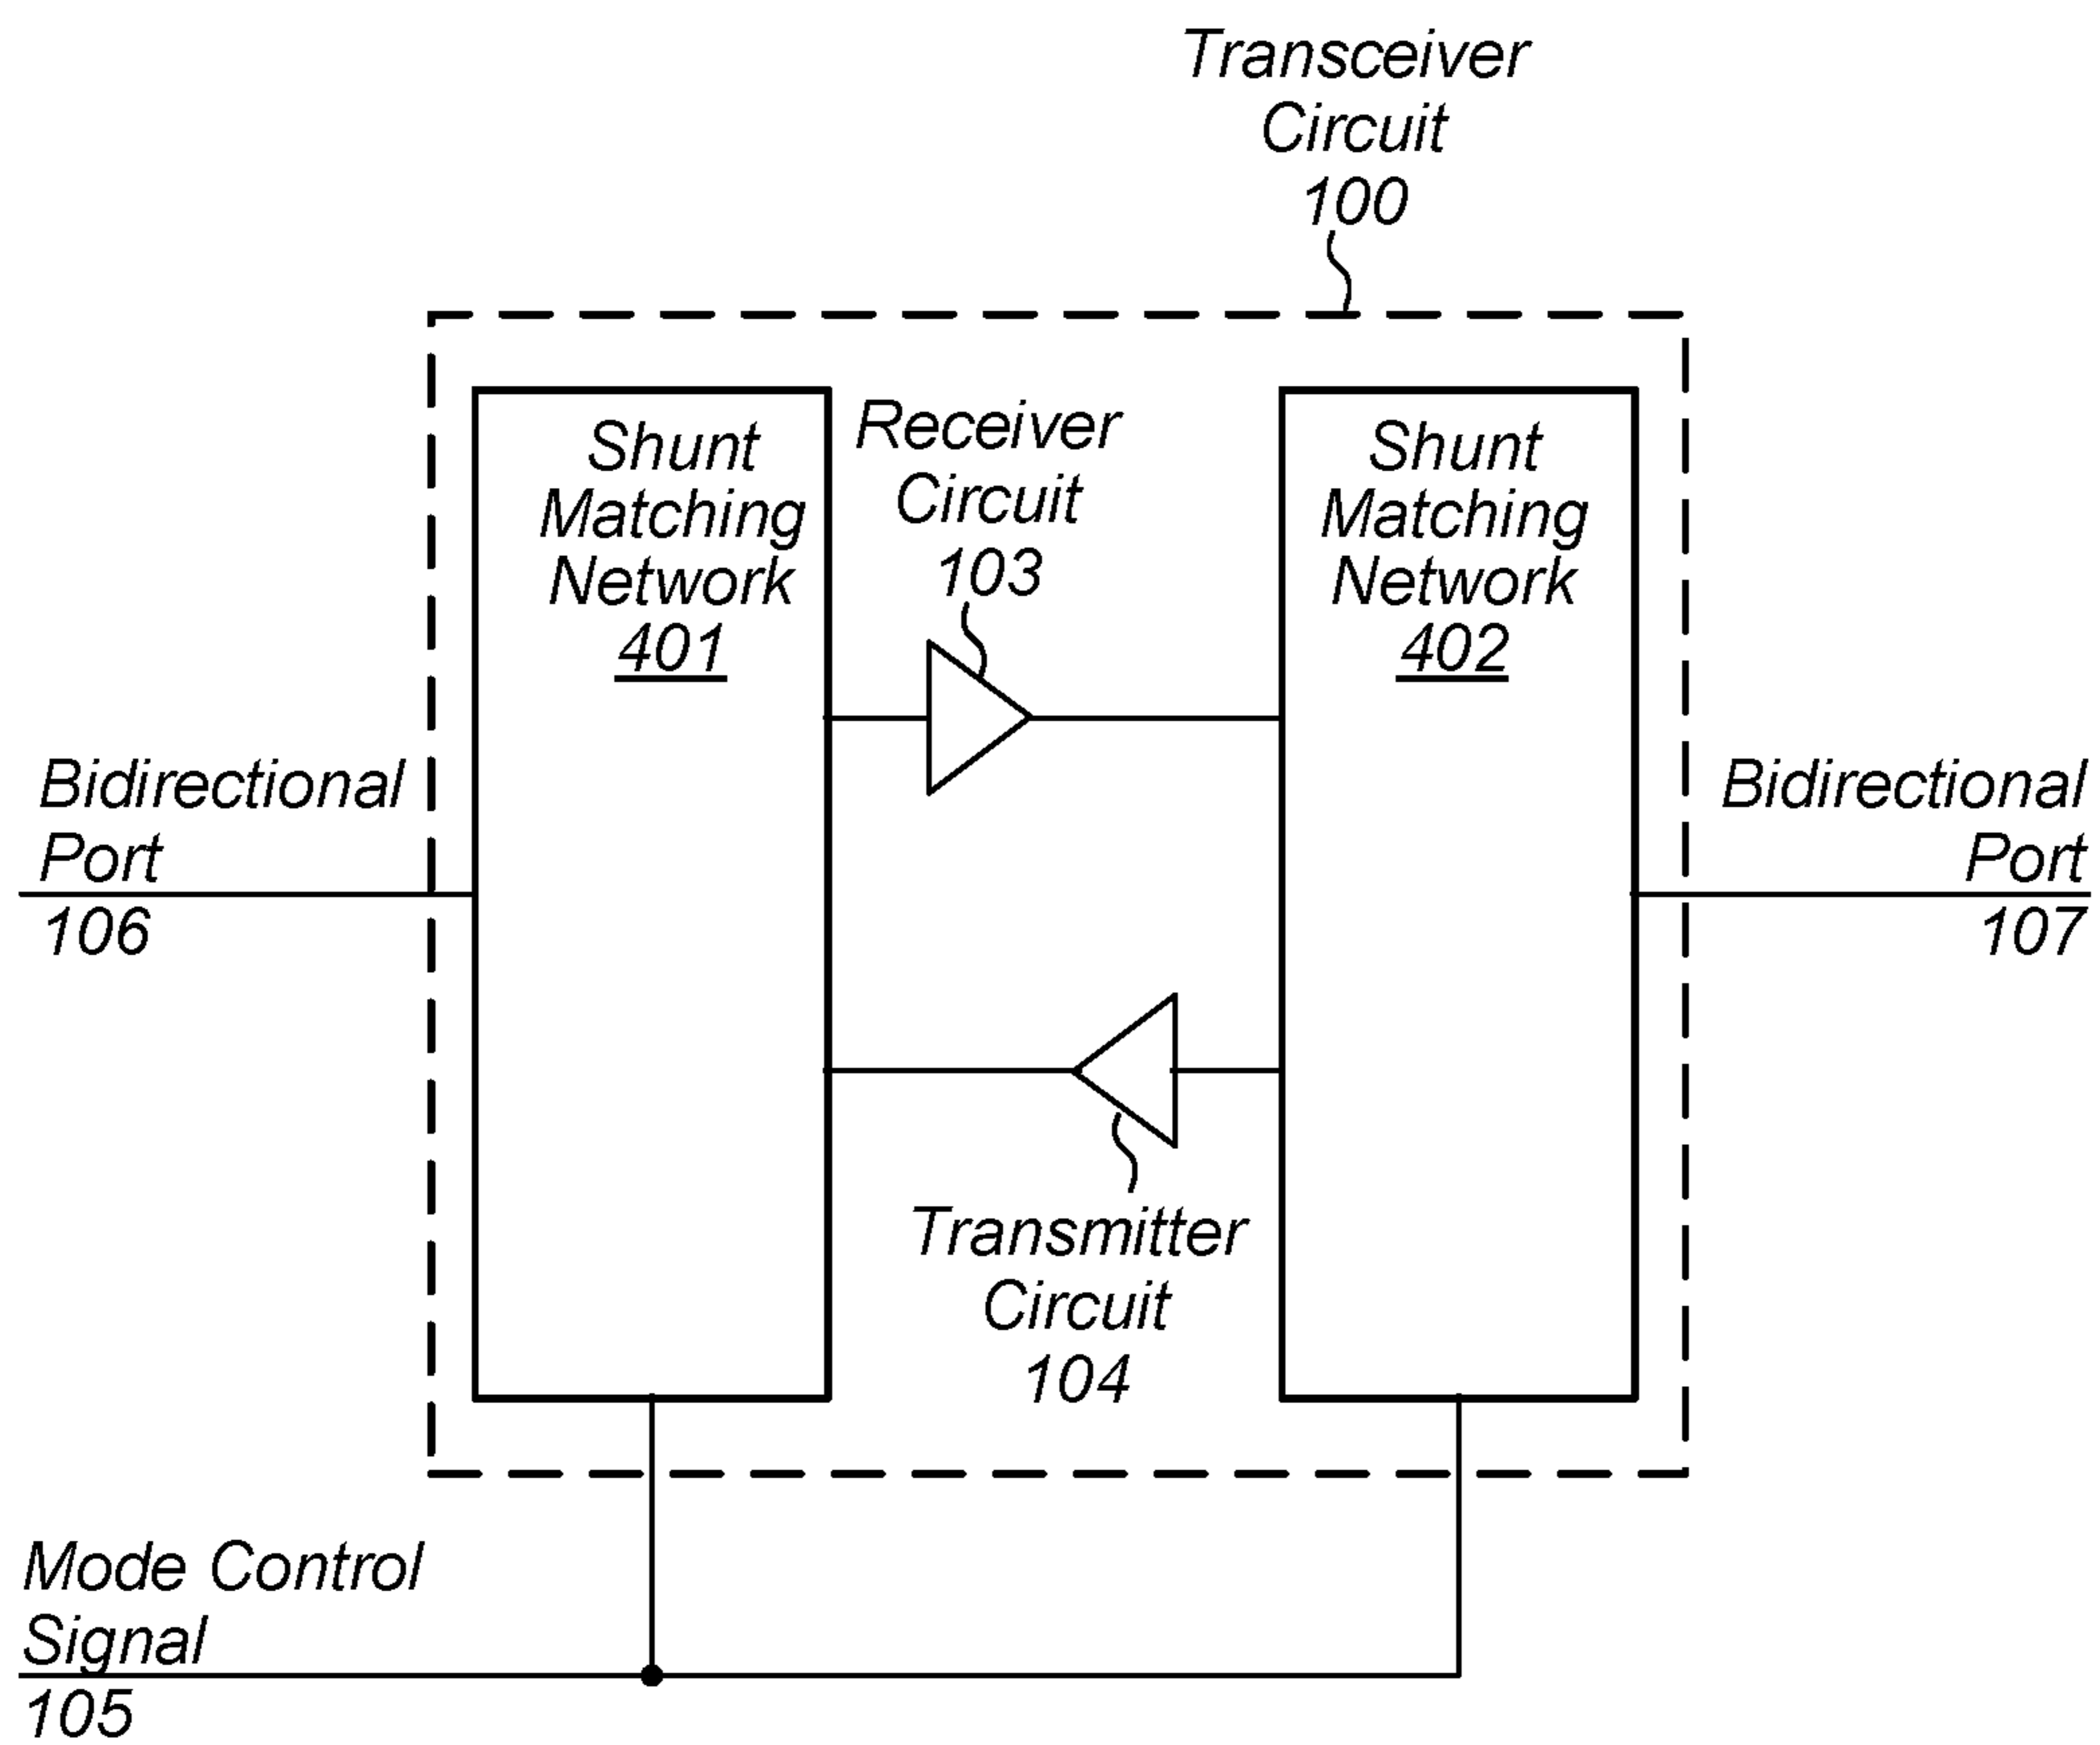 Transceiver
Circuit
100
Shunt
Matching
Network
401
Receiver
Circuit
103
Shunt
Matching
Network
402
Bidirectional
Port
106
Bidirectional
Port
107
Transmitter
Circuit
104
Mode Control
Signal
105